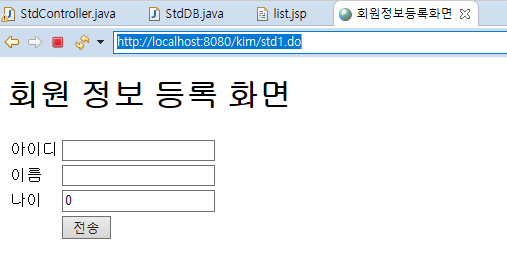 StdController.java StdDB.java list.jsp 회원정보등록화면
http://localhost:8080/kim/std1.do
회원 정보 등록 화면
아이디
이름
나이 0
전송